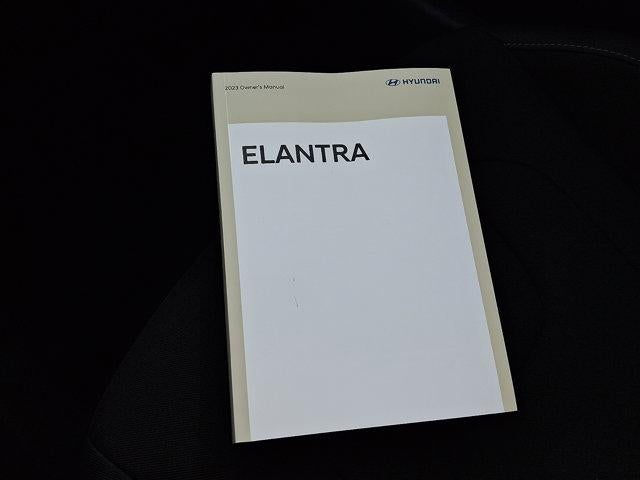 2023 Owner's Manual
HYUNDAI
ELANTRA